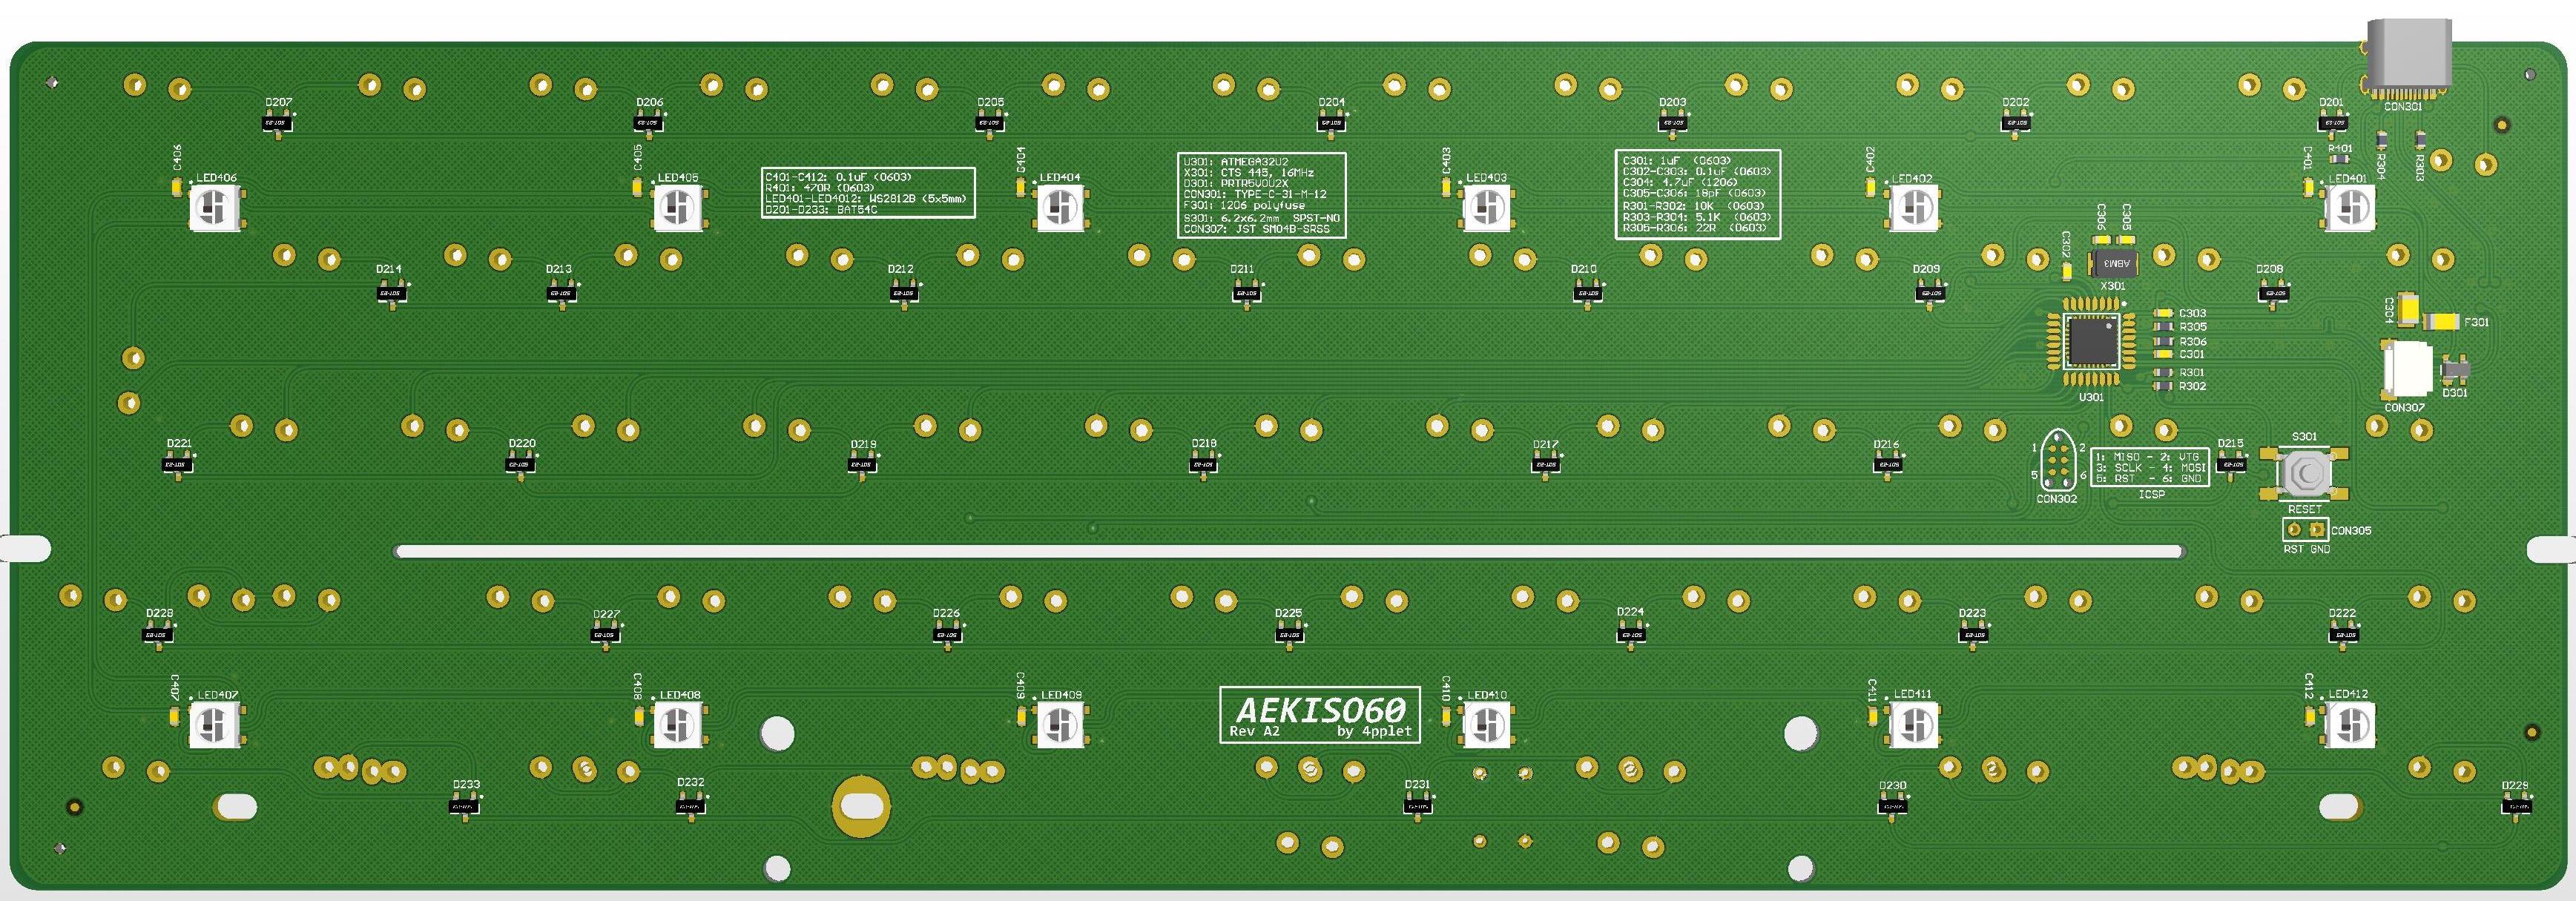 CON301
D207
D206
D205
D204
D203
D202
D201
C406
C405
C404
C403
C402
C401
R401
R304
R303
LED406
LED405
LED404
LED403
LED402
LED401
C401-C412: 0.1uF (0603)
R401: 470R (0603)
LED401-LED4012: WS2812B (5x5mm)
D201-D233: BAT54C
U301: ATMEGA32U2
X301: CTS 445, 16MHz
D301: PRTR5V0U2X
CON301: TYPE-C-31-M-12
F301: 1206 polyfuse
S301: 6.2x6.2mm SPST-NO
CON307: JST SM04B-SRSS
C301: 1uF (0603)
C302-C303: 0.1uF (0603)
C304: 4.7uF (1206)
C305-C306: 18pF (0603)
R301-R302: 10K (0603)
R303-R304: 5.1K (0603)
R305-R306: 22R (0603)
C306
C305
C302
ABM3
X301
D214
D213
D212
D211
D210
D209
D208
C304
F301
C303
R305
R306
C301
R301
R302
U301
D301
CON307
D221
D220
D219
D218
D217
D216
D215
S301
1
2
5
6
CON302
1: MISO - 2: VTG
3: SCLK - 4: MOSI
5: RST - 6: GND
ICSP
RESET
CON305
RST GND
D228
D227
D226
D225
D224
D223
D222
C407
C408
C409
C410
C411
C412
LED407
LED408
LED409
LED410
LED411
LED412
AEKISO60
Rev A2 by 4pplet
D233
D232
D231
D230
D229